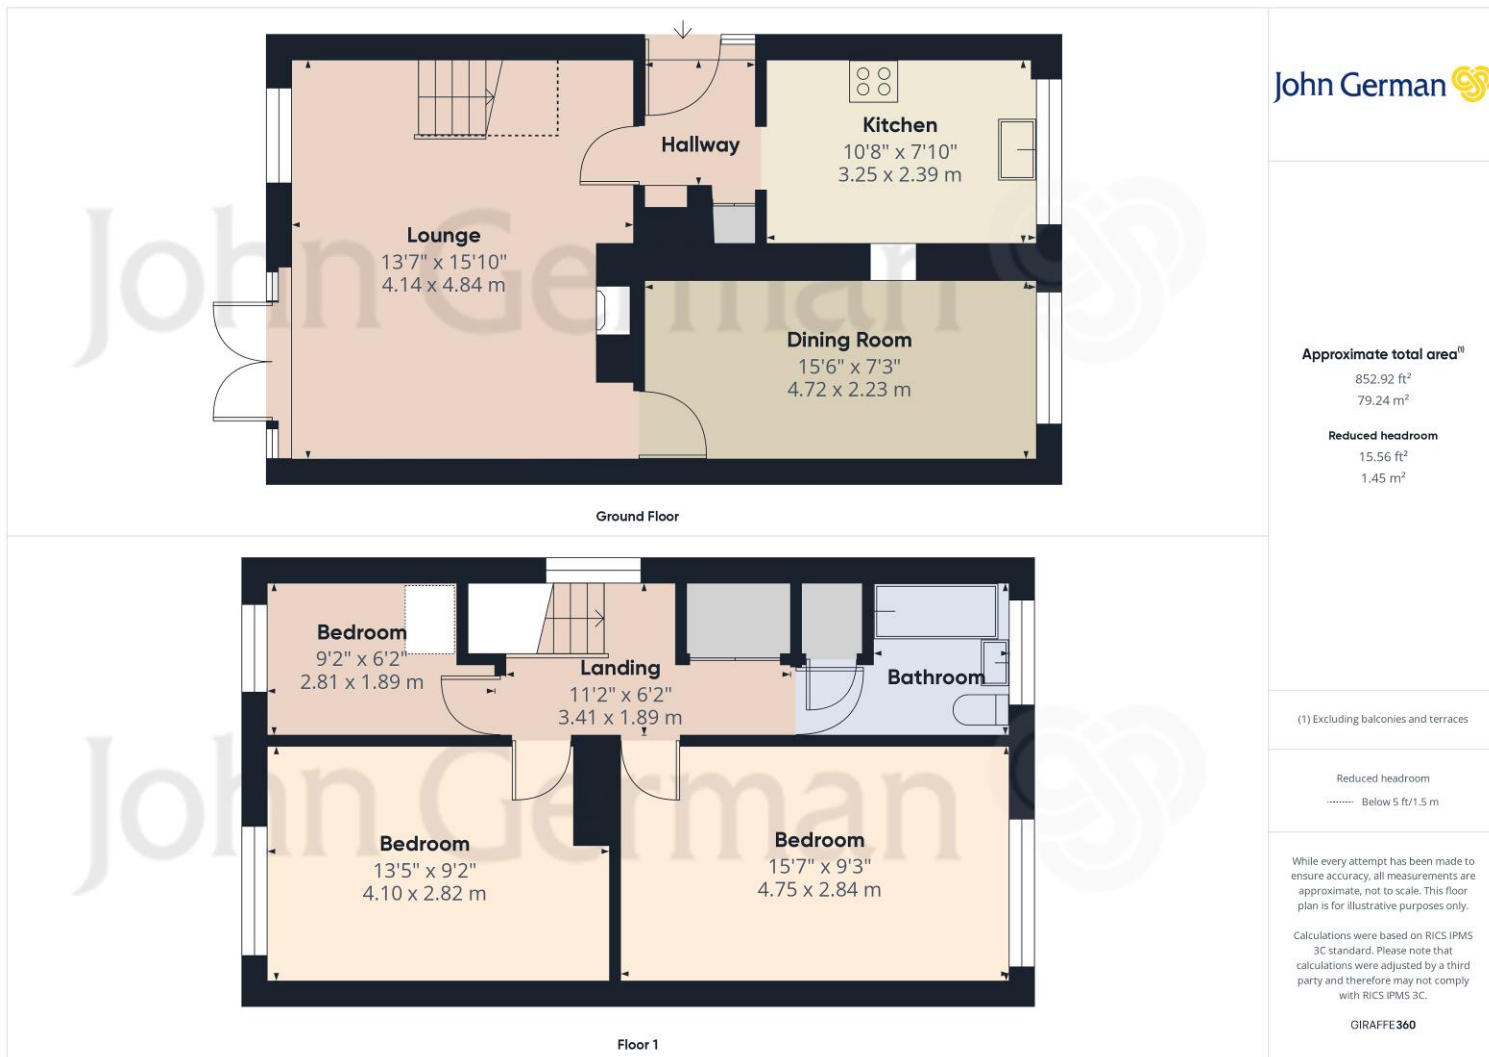 John German
Hallway
Kitchen
10'8" x 7'10"
3.25 x 2.39 m
Lounge
13'7" x 15'10"
4.14 x 4.84 m
Dining Room
15'6" x 7'3"
4.72 x 2.23 m
John German
Ground Floor
Bedroom
9'2" x 6'2"
2.81 x 1.89 m
Landing
11'2" x 6'2"
3.41 x 1.89 m
Bathroom
Bedroom
13'5" x 9'2"
4.10 x 2.82 m
Bedroom
15'7" x 9'3"
4.75 x 2.84 m
John German
Floor 1
Approximate total area(1)
852.92 ft²
79.24 m²
Reduced headroom
15.56 ft²
1.45 m²
(1) Excluding balconies and terraces
Reduced headroom
Below 5 ft/1.5 m
While every attempt has been made to
ensure accuracy, all measurements are
approximate, not to scale. This floor
plan is for illustrative purposes only.
Calculations were based on RICS IPMS
3C standard. Please note that
calculations were adjusted by a third
party and therefore may not comply
with RICS IPMS 3C.
GIRAFFE360